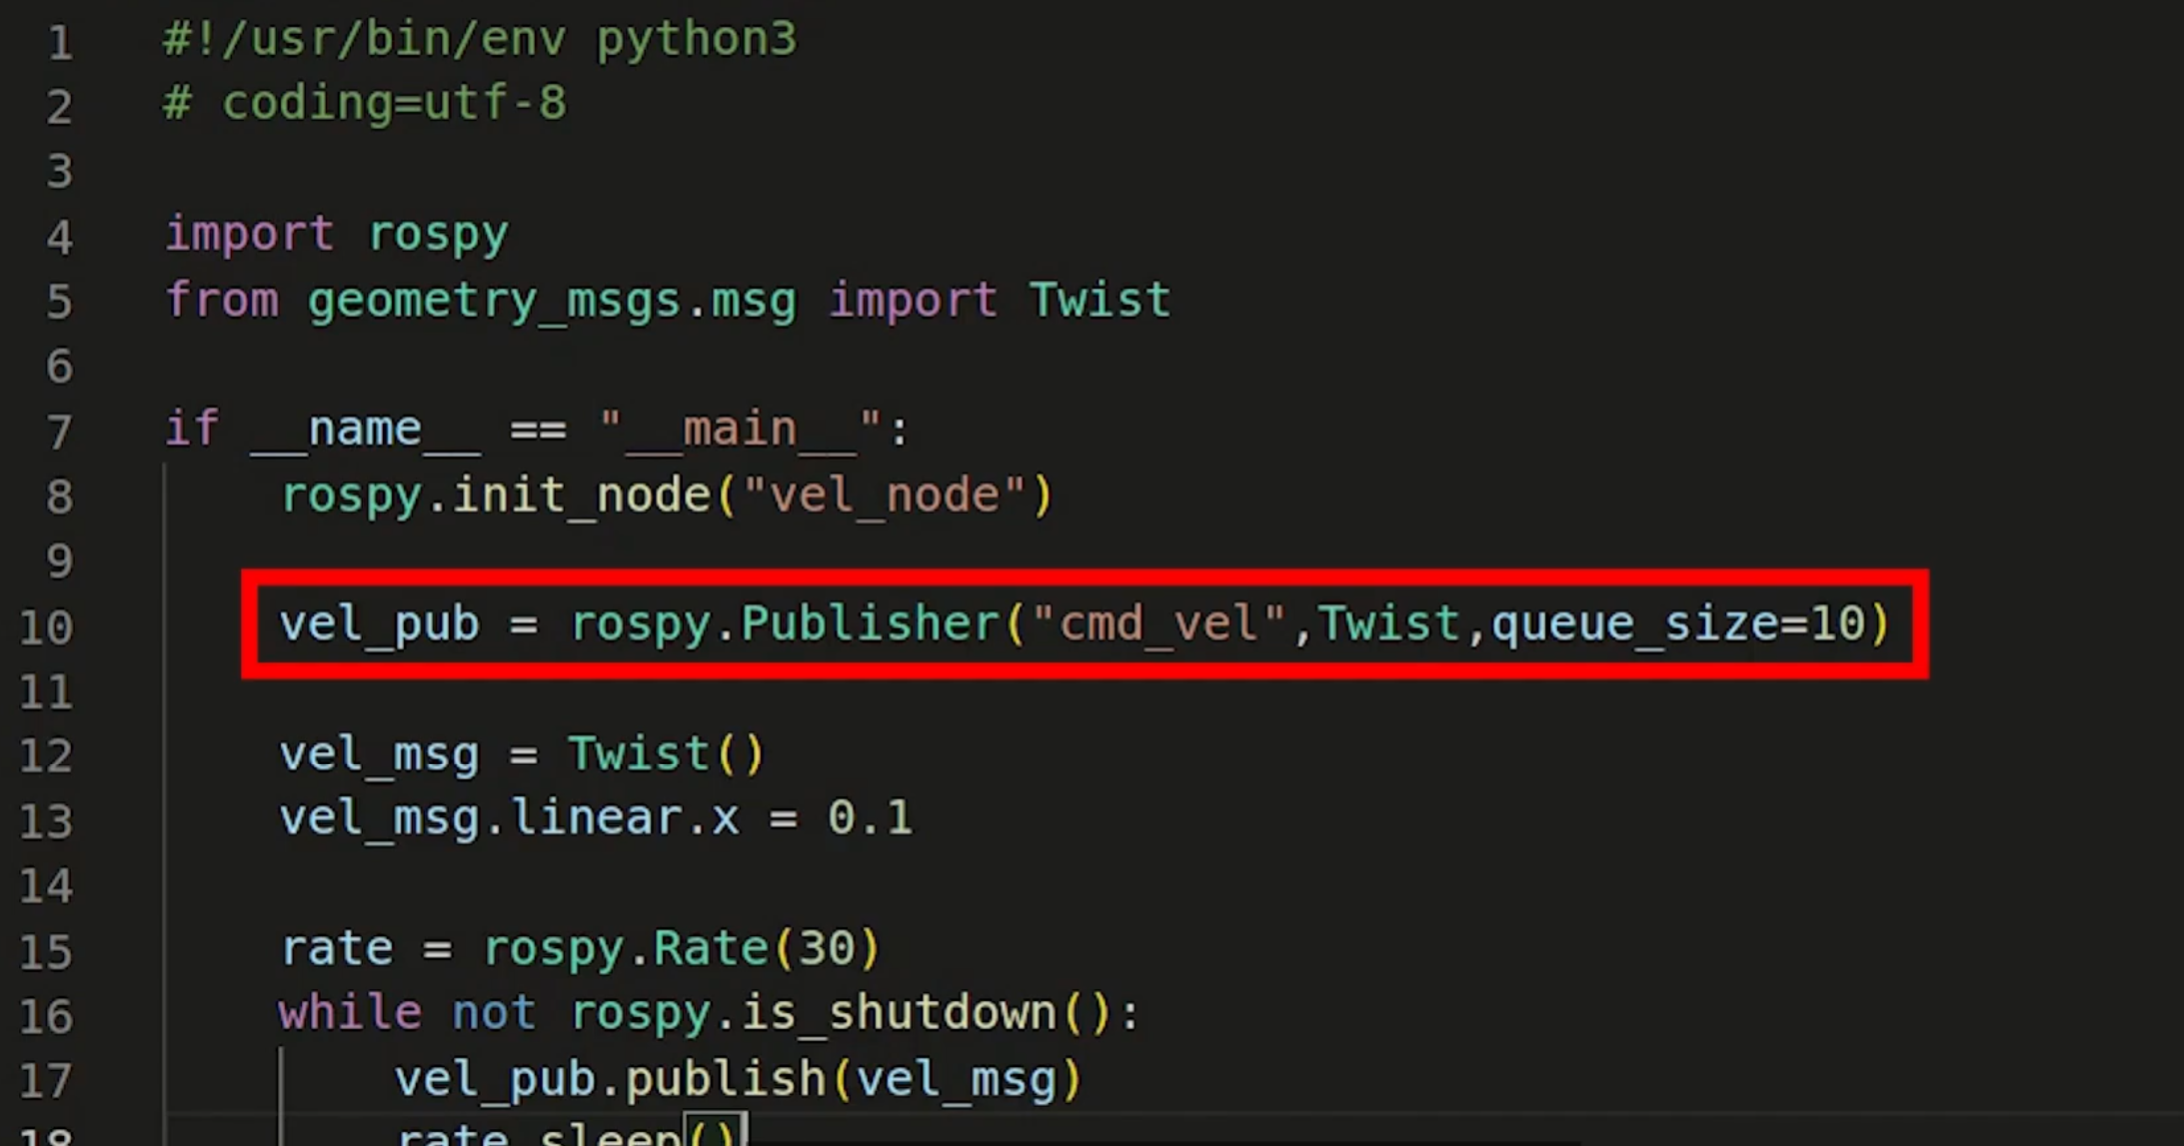 1 #!/usr/bin/env python3
2 # coding=utf-8
3
4 import rospy
5 from geometry_msgs.msg import Twist
6
7 if __name__ == "__main__":
8     rospy.init_node("vel_node")
9
10     vel_pub = rospy.Publisher("cmd_vel",Twist,queue_size=10)
11
12     vel_msg = Twist()
13     vel_msg.linear.x = 0.1
14
15     rate = rospy.Rate(30)
16     while not rospy.is_shutdown():
17         vel_pub.publish(vel_msg)
18         rate.sleep()